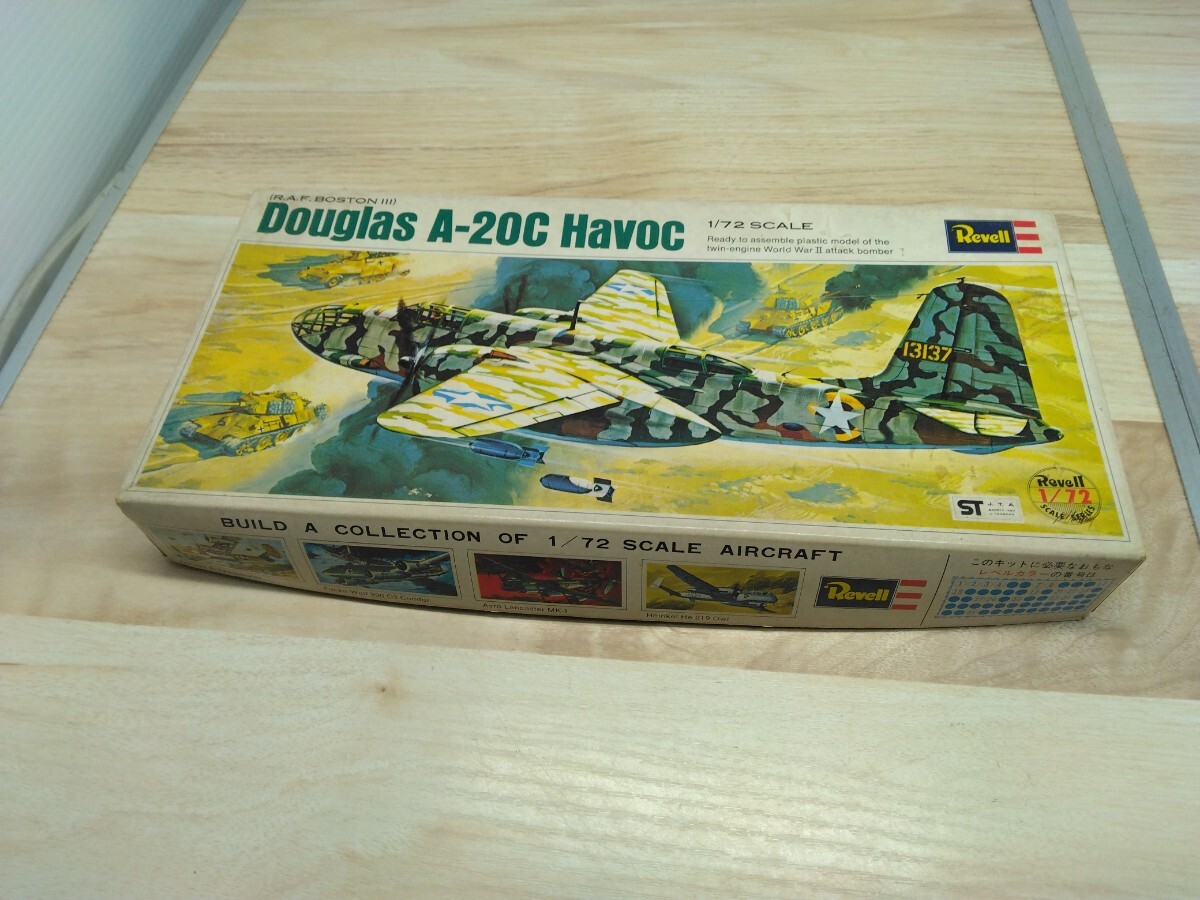 (R.A.F. BOSTON III)
Douglas A-20C Havoc
1/72 SCALE
Ready to assemble plastic model of the
twin-engine World War II attack bomber
Revell
13137
ST
J. T. A
Revell
1/72
SCALE/SERIES
BUILD A COLLECTION OF 1/72 SCALE AIRCRAFT
Avro Lancaster MK-1
Heinkel He 219 Owl
Revell
このキットに必要なおもな
レベルカラーの番号は